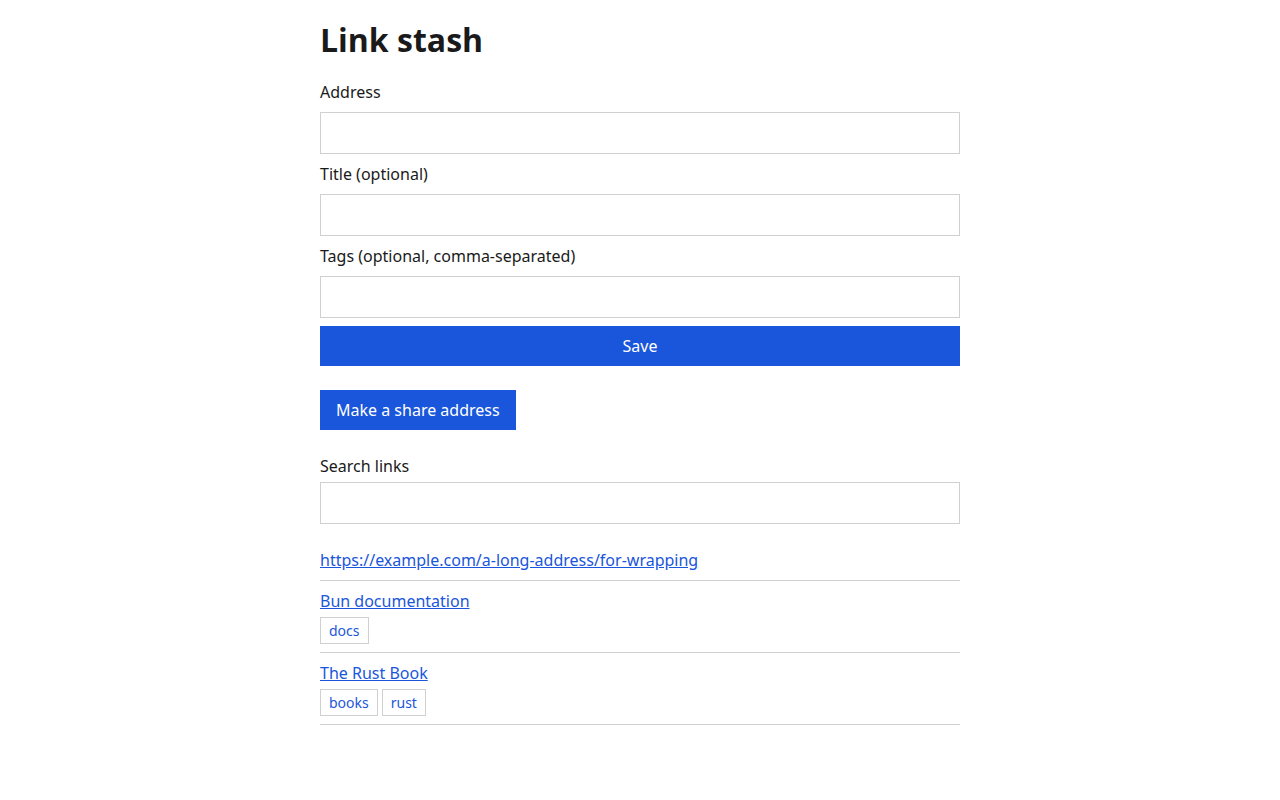 Link stash
Address
Title (optional)
Tags (optional, comma-separated)
Save
Make a share address
Search links
https://example.com/a-long-address/for-wrapping
Bun documentation
docs
The Rust Book
books rust